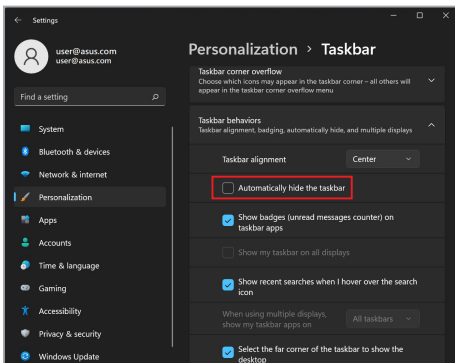 Settings
user@asus.com
user@asus.com
Find a setting
System
Bluetooth & devices
Network & internet
Personalization
Apps
Accounts
Time & language
Gaming
Accessibility
Privacy & security
Windows Update
Personalization > Taskbar
Taskbar corner overflow
Choose which icons may appear in the taskbar corner – all others will
appear in the taskbar corner overflow menu
Taskbar behaviors
Taskbar alignment, badging, automatically hide, and multiple displays
Taskbar alignment
Center
Automatically hide the taskbar
Show badges (unread messages counter) on
taskbar apps
Show my taskbar on all displays
Show recent searches when I hover over the search
icon
When using multiple displays,
show my taskbar apps on
All taskbars
Select the far corner of the taskbar to show the
desktop